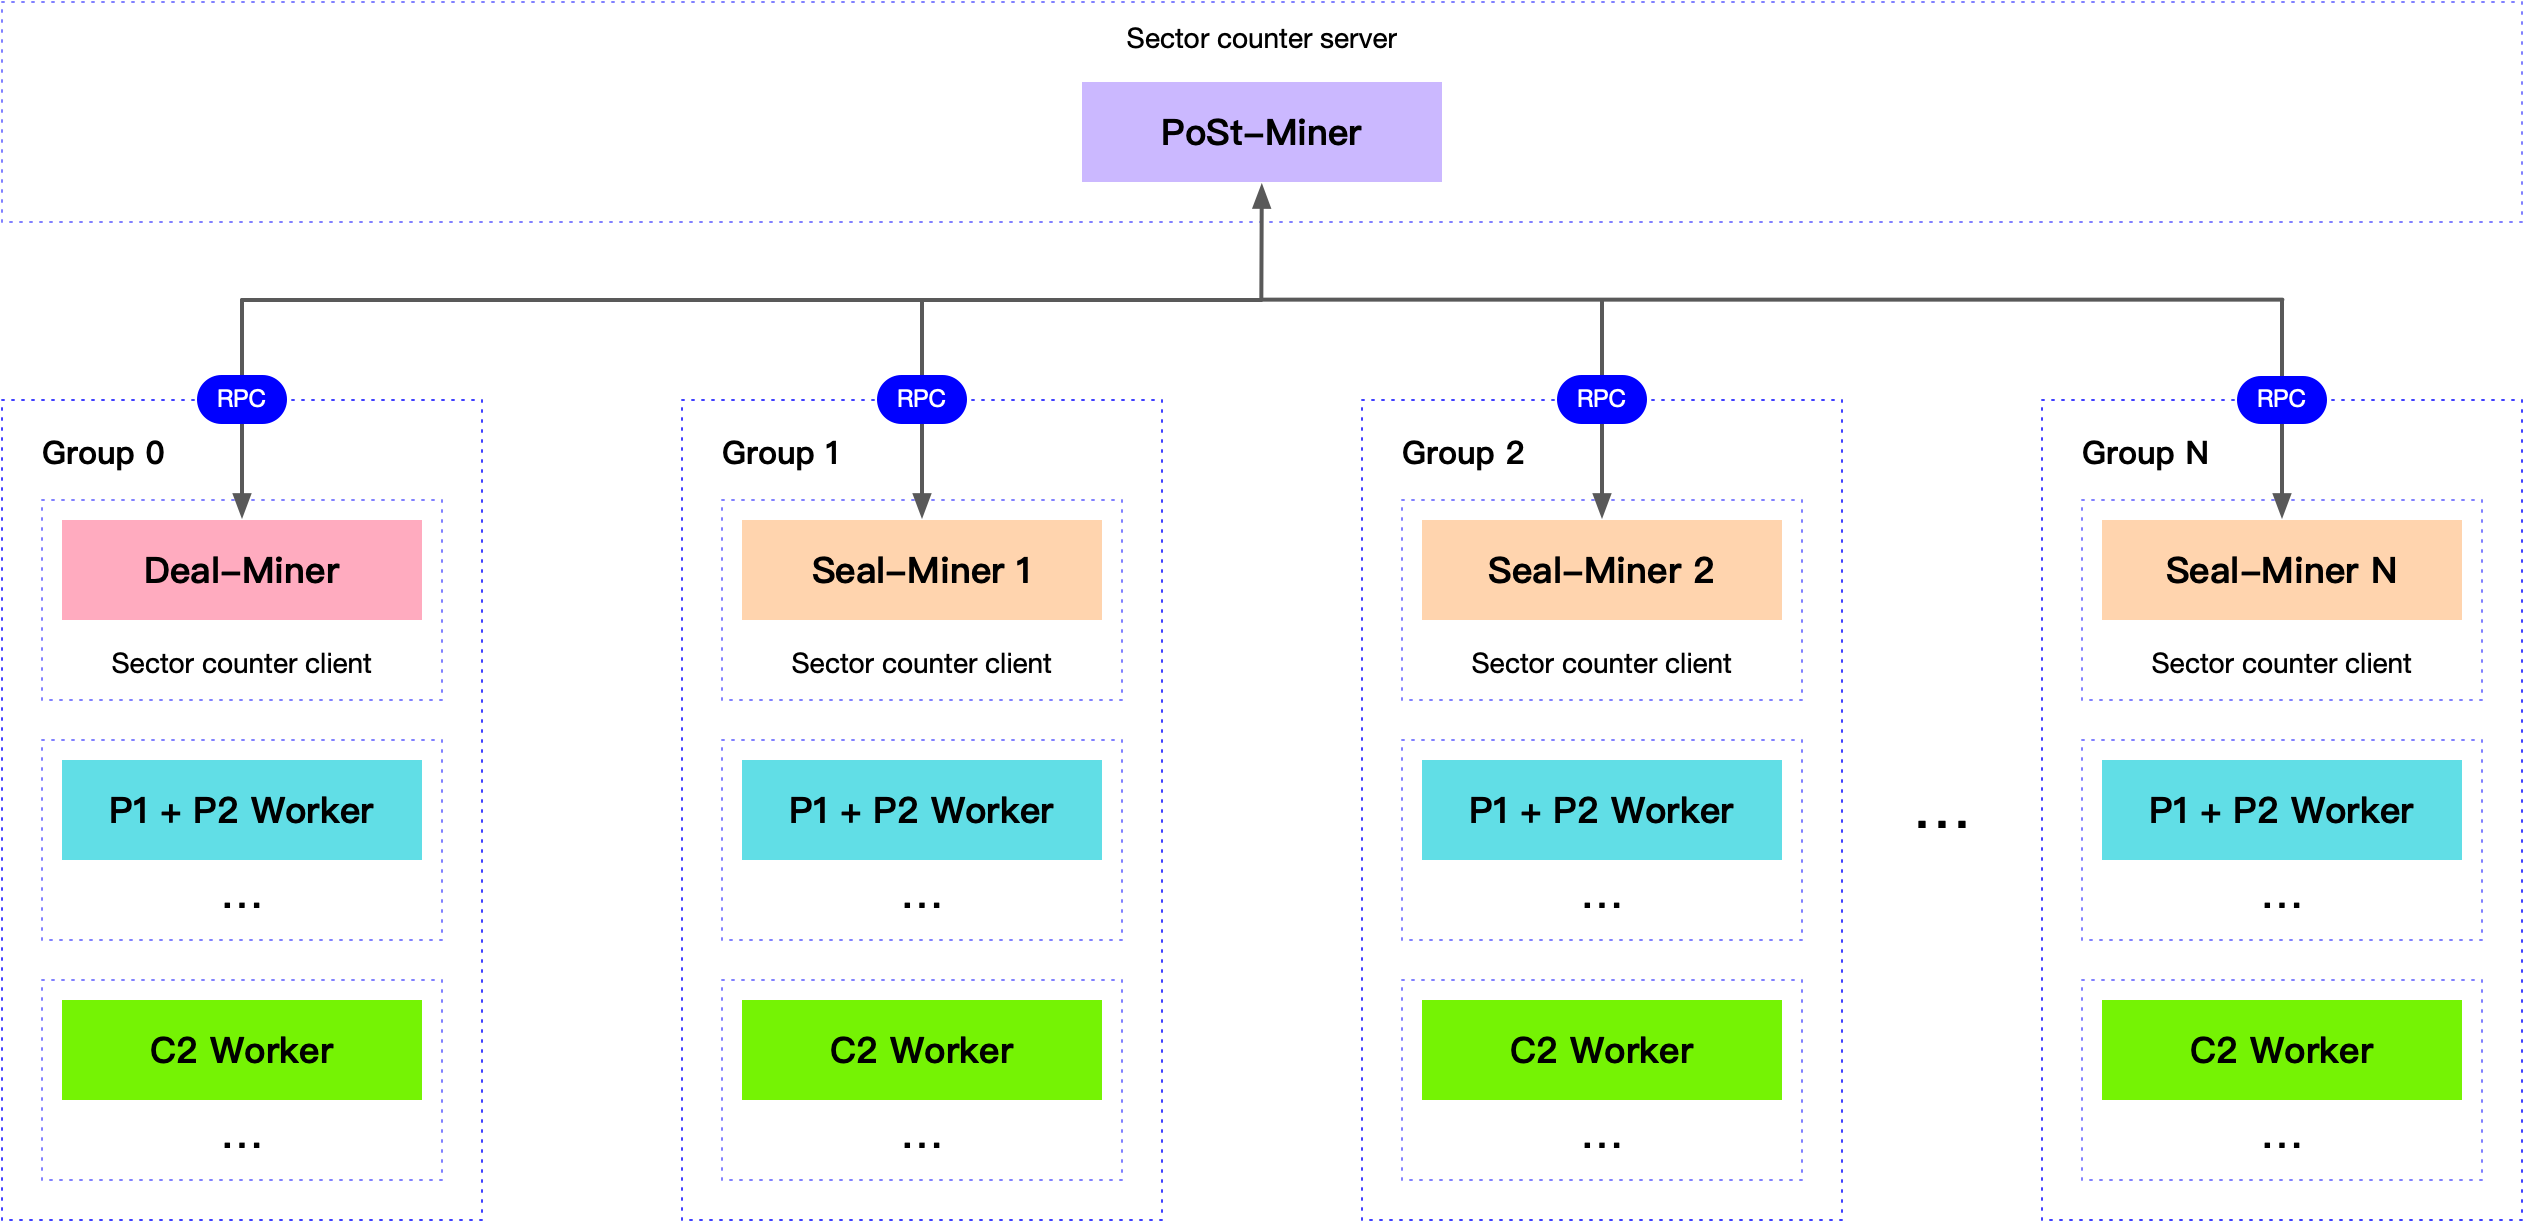 Sector counter server
PoSt-Miner
RPC
RPC
RPC
RPC
Group 0
Deal-Miner
Sector counter client
P1 + P2 Worker
...
C2 Worker
...
Group 1
Seal-Miner 1
Sector counter client
P1 + P2 Worker
...
C2 Worker
...
Group 2
Seal-Miner 2
Sector counter client
P1 + P2 Worker
...
C2 Worker
...
...
Group N
Seal-Miner N
Sector counter client
P1 + P2 Worker
...
C2 Worker
...